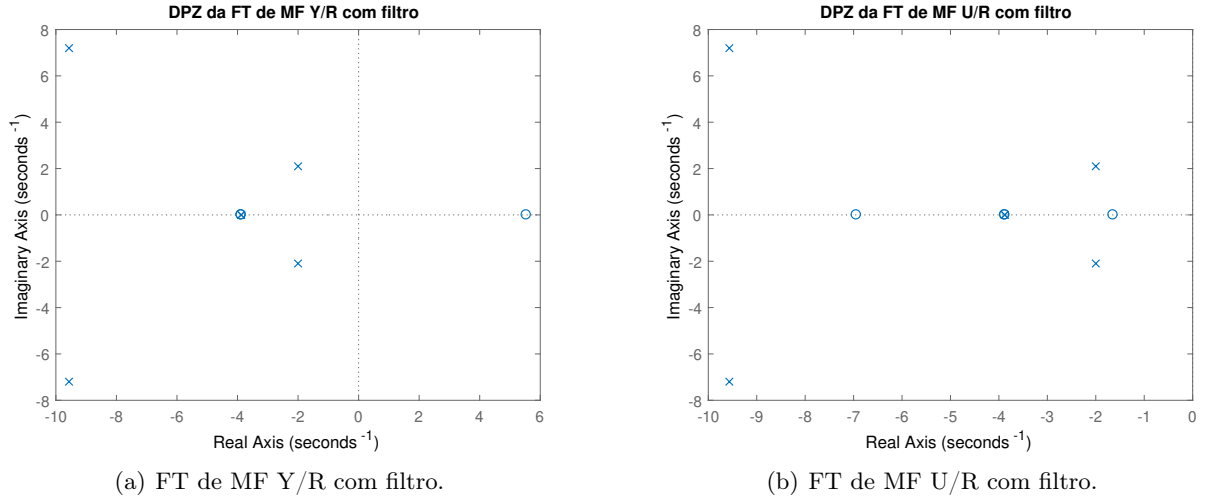 DPZ da FT de MF Y/R com filtro
8
6
4
2
0
-2
-4
-6
-8
Imaginary Axis (seconds -1)
-10 -8 -6 -4 -2 0 2 4 6
Real Axis (seconds -1)
(a) FT de MF Y/R com filtro.
DPZ da FT de MF U/R com filtro
8
6
4
2
0
-2
-4
-6
-8
Imaginary Axis (seconds -1)
-10 -9 -8 -7 -6 -5 -4 -3 -2 -1 0
Real Axis (seconds -1)
(b) FT de MF U/R com filtro.